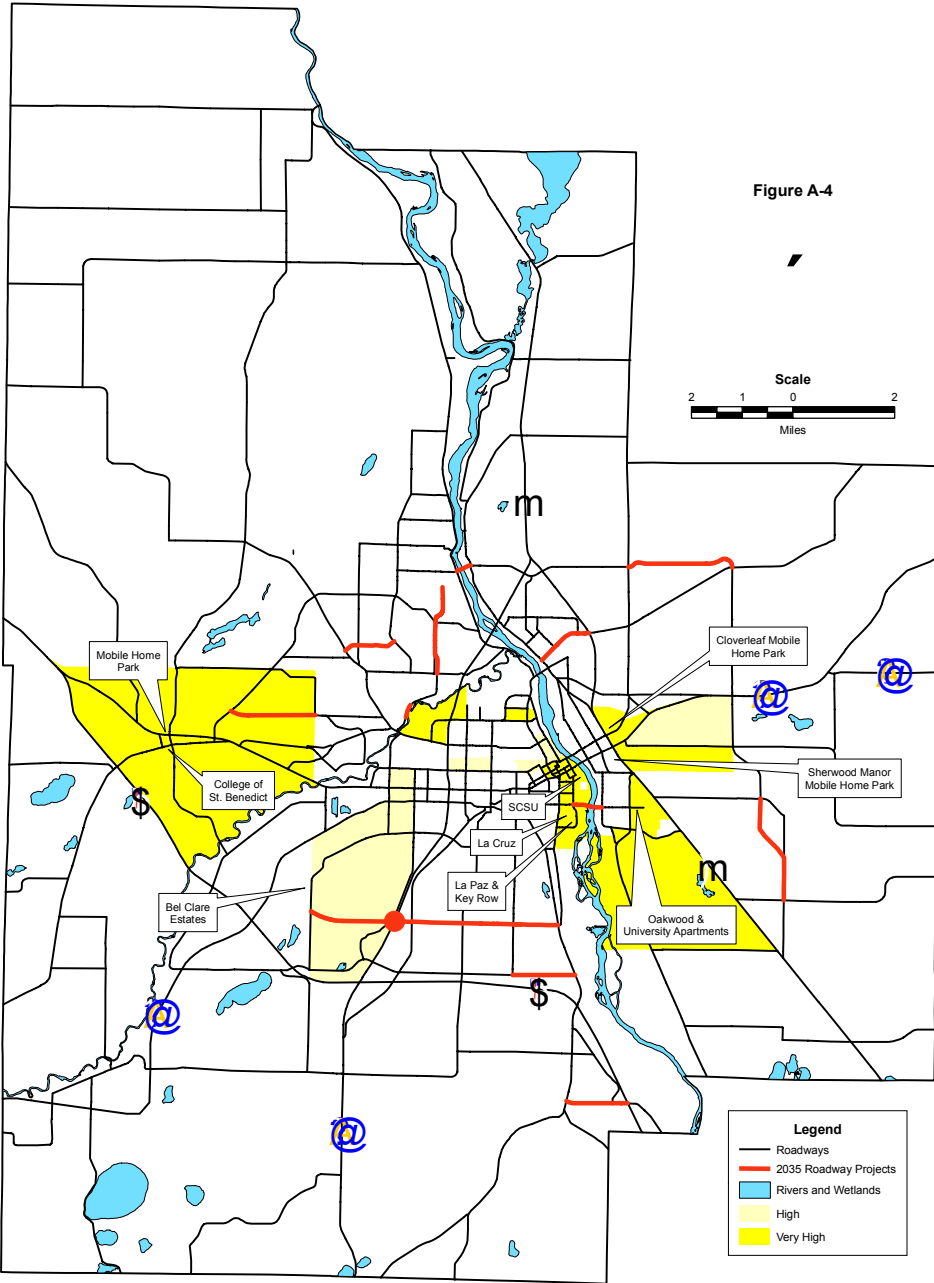 Figure A-4
Scale
2 1 0 2
Miles
m
Mobile Home
Park
Cloverleaf Mobile
Home Park
@
@
College of
St. Benedict
Sherwood Manor
Mobile Home Park
$
SCSU
La Cruz
La Paz &
Key Row
m
Bel Clare
Estates
Oakwood &
University Apartments
$
@
@
Legend
Roadways
2035 Roadway Projects
Rivers and Wetlands
High
Very High